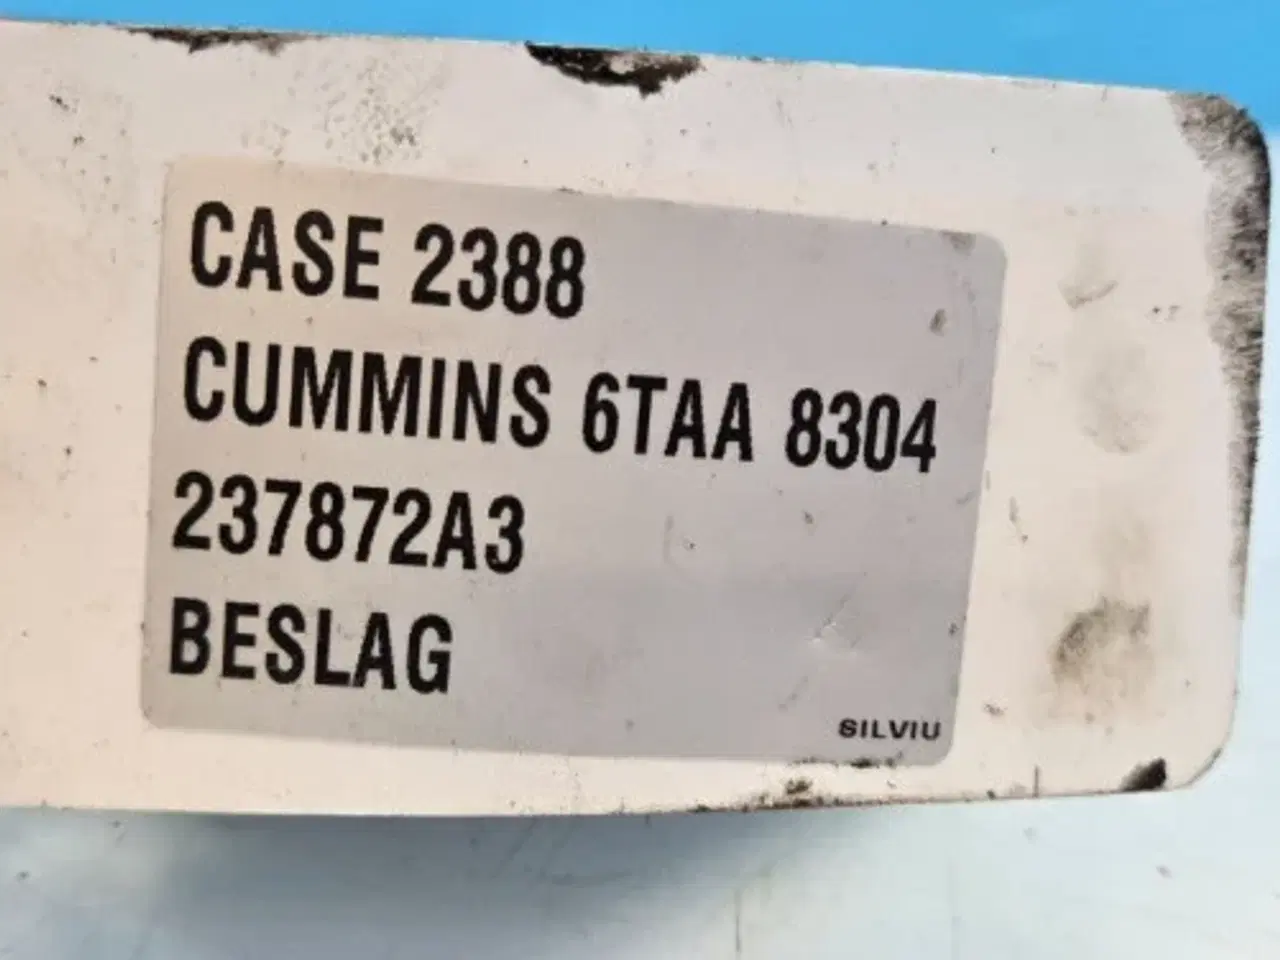 CASE 2388
CUMMINS 6TAA 8304
237872A3
BESLAG
SILVIU